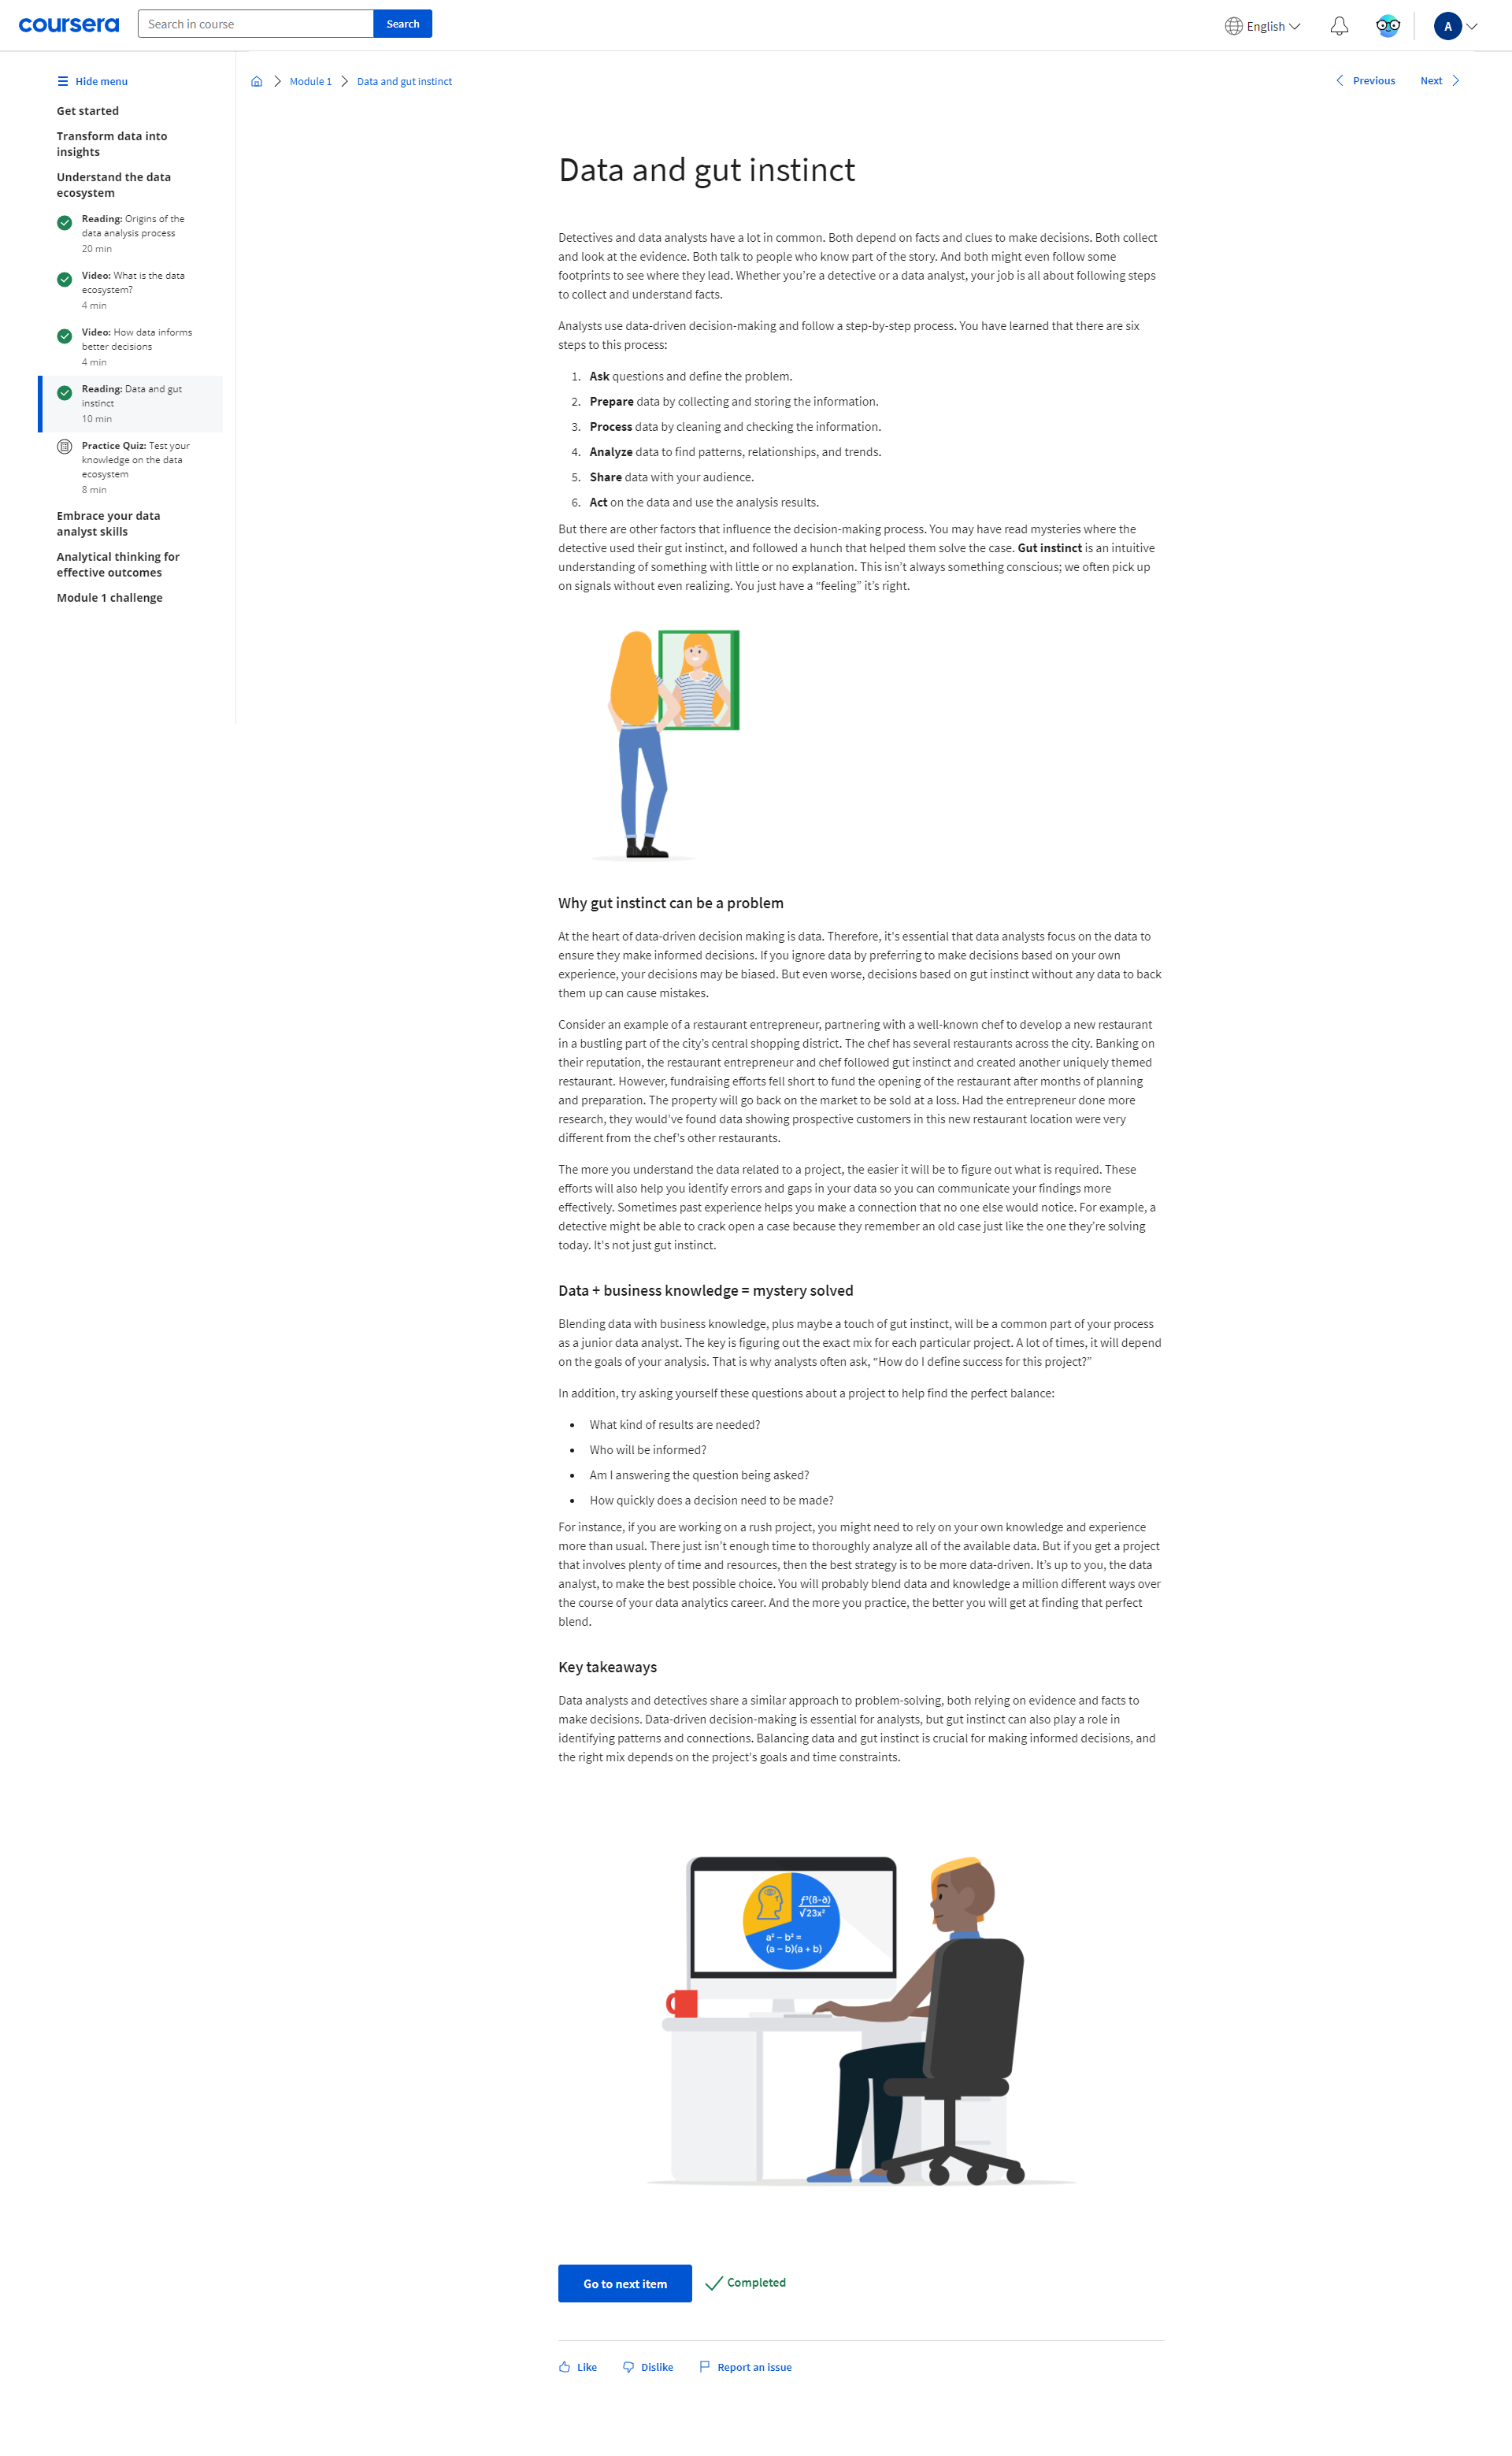 coursera
Search in course
Search
English
A
Hide menu
Get started
Transform data into
insights
Understand the data
ecosystem
Reading: Origins of the
data analysis process
20 min
Video: What is the data
ecosystem?
4 min
Video: How data informs
better decisions
4 min
Reading: Data and gut
instinct
10 min
Practice Quiz: Test your
knowledge on the data
ecosystem
8 min
Embrace your data
analyst skills
Analytical thinking for
effective outcomes
Module 1 challenge
Module 1
Data and gut instinct
Previous
Next
Data and gut instinct
Detectives and data analysts have a lot in common. Both depend on facts and clues to make decisions. Both collect
and look at the evidence. Both talk to people who know part of the story. And both might even follow some
footprints to see where they lead. Whether you’re a detective or a data analyst, your job is all about following steps
to collect and understand facts.
Analysts use data-driven decision-making and follow a step-by-step process. You have learned that there are six
steps to this process:
1. Ask questions and define the problem.
2. Prepare data by collecting and storing the information.
3. Process data by cleaning and checking the information.
4. Analyze data to find patterns, relationships, and trends.
5. Share data with your audience.
6. Act on the data and use the analysis results.
But there are other factors that influence the decision-making process. You may have read mysteries where the
detective used their gut instinct, and followed a hunch that helped them solve the case. Gut instinct is an intuitive
understanding of something with little or no explanation. This isn’t always something conscious; we often pick up
on signals without even realizing. You just have a “feeling” it’s right.
Why gut instinct can be a problem
At the heart of data-driven decision making is data. Therefore, it's essential that data analysts focus on the data to
ensure they make informed decisions. If you ignore data by preferring to make decisions based on your own
experience, your decisions may be biased. But even worse, decisions based on gut instinct without any data to back
them up can cause mistakes.
Consider an example of a restaurant entrepreneur, partnering with a well-known chef to develop a new restaurant
in a bustling part of the city’s central shopping district. The chef has several restaurants across the city. Banking on
their reputation, the restaurant entrepreneur and chef followed gut instinct and created another uniquely themed
restaurant. However, fundraising efforts fell short to fund the opening of the restaurant after months of planning
and preparation. The property will go back on the market to be sold at a loss. Had the entrepreneur done more
research, they would've found data showing prospective customers in this new restaurant location were very
different from the chef's other restaurants.
The more you understand the data related to a project, the easier it will be to figure out what is required. These
efforts will also help you identify errors and gaps in your data so you can communicate your findings more
effectively. Sometimes past experience helps you make a connection that no one else would notice. For example, a
detective might be able to crack open a case because they remember an old case just like the one they’re solving
today. It's not just gut instinct.
Data + business knowledge = mystery solved
Blending data with business knowledge, plus maybe a touch of gut instinct, will be a common part of your process
as a junior data analyst. The key is figuring out the exact mix for each particular project. A lot of times, it will depend
on the goals of your analysis. That is why analysts often ask, “How do I define success for this project?”
In addition, try asking yourself these questions about a project to help find the perfect balance:
• What kind of results are needed?
• Who will be informed?
• Am I answering the question being asked?
• How quickly does a decision need to be made?
For instance, if you are working on a rush project, you might need to rely on your own knowledge and experience
more than usual. There just isn’t enough time to thoroughly analyze all of the available data. But if you get a project
that involves plenty of time and resources, then the best strategy is to be more data-driven. It’s up to you, the data
analyst, to make the best possible choice. You will probably blend data and knowledge a million different ways over
the course of your data analytics career. And the more you practice, the better you will get at finding that perfect
blend.
Key takeaways
Data analysts and detectives share a similar approach to problem-solving, both relying on evidence and facts to
make decisions. Data-driven decision-making is essential for analysts, but gut instinct can also play a role in
identifying patterns and connections. Balancing data and gut instinct is crucial for making informed decisions, and
the right mix depends on the project's goals and time constraints.
√23x²
a² − b² =
(a − b)(a + b)
Go to next item
Completed
Like
Dislike
Report an issue